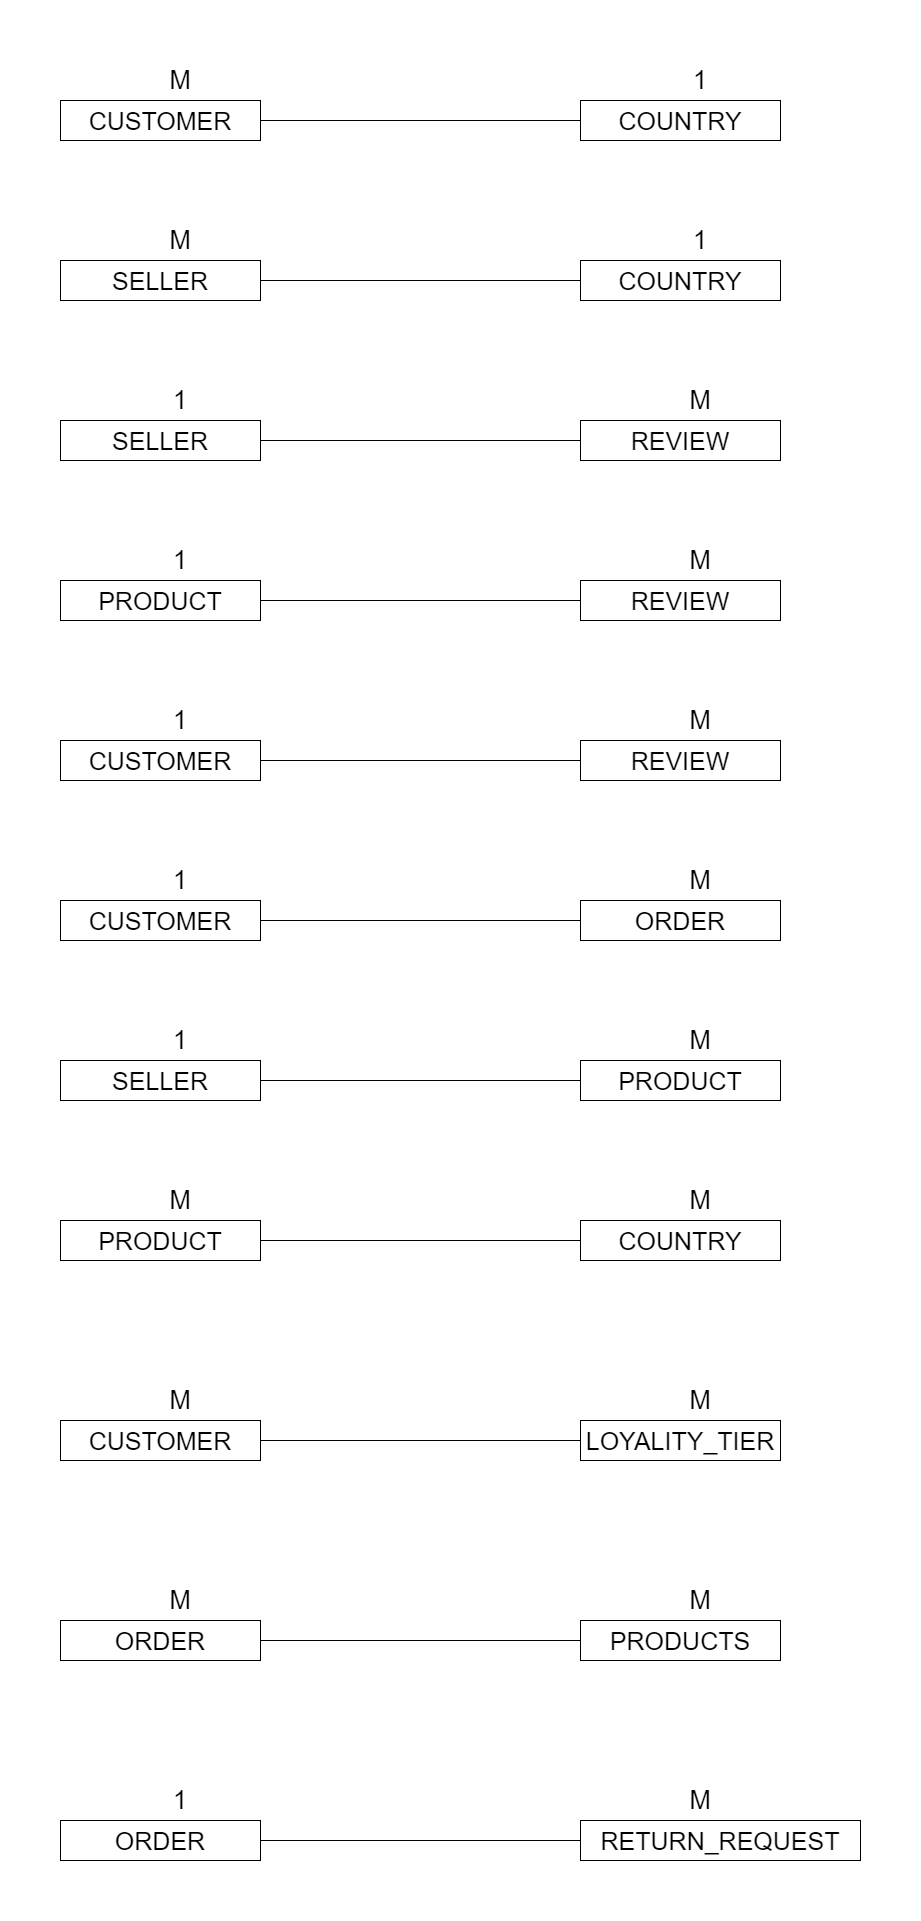 M 1
CUSTOMER COUNTRY
M 1
SELLER COUNTRY
1 M
SELLER REVIEW
1 M
PRODUCT REVIEW
1 M
CUSTOMER REVIEW
1 M
CUSTOMER ORDER
1 M
SELLER PRODUCT
M M
PRODUCT COUNTRY
M M
CUSTOMER LOYALITY_TIER
M M
ORDER PRODUCTS
1 M
ORDER RETURN_REQUEST